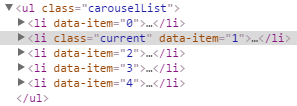 ▼<ul class="carouselList">
▶<li data-item="0">…</li>
▶<li class="current" data-item="1">…</li>
▶<li data-item="2">…</li>
▶<li data-item="3">…</li>
▶<li data-item="4">…</li>
</ul>